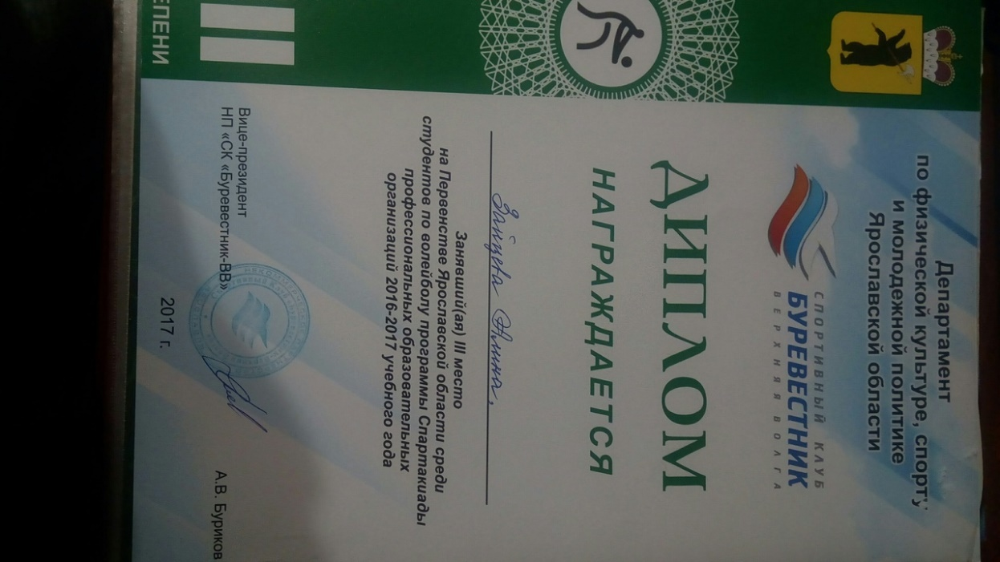 Департамент
по физической культуре, спорту
и молодежной политике
Ярославской области
СПОРТИВНЫЙ КЛУБ
БУРЕВЕСТНИК
ВЕРХНЯЯ ВОЛГА
ДИПЛОМ
НАГРАЖДАЕТСЯ
Зайцева
Занявший(ая) III место
на Первенстве Ярославской области среди
студентов по волейболу программы Спартакиады
профессиональных образовательных
организаций 2016-2017 учебного года
II
ЕПЕНИ
Вице-президент
НП «СК «Буревестник-ВВ»
А.В. Буриков
2017 г.